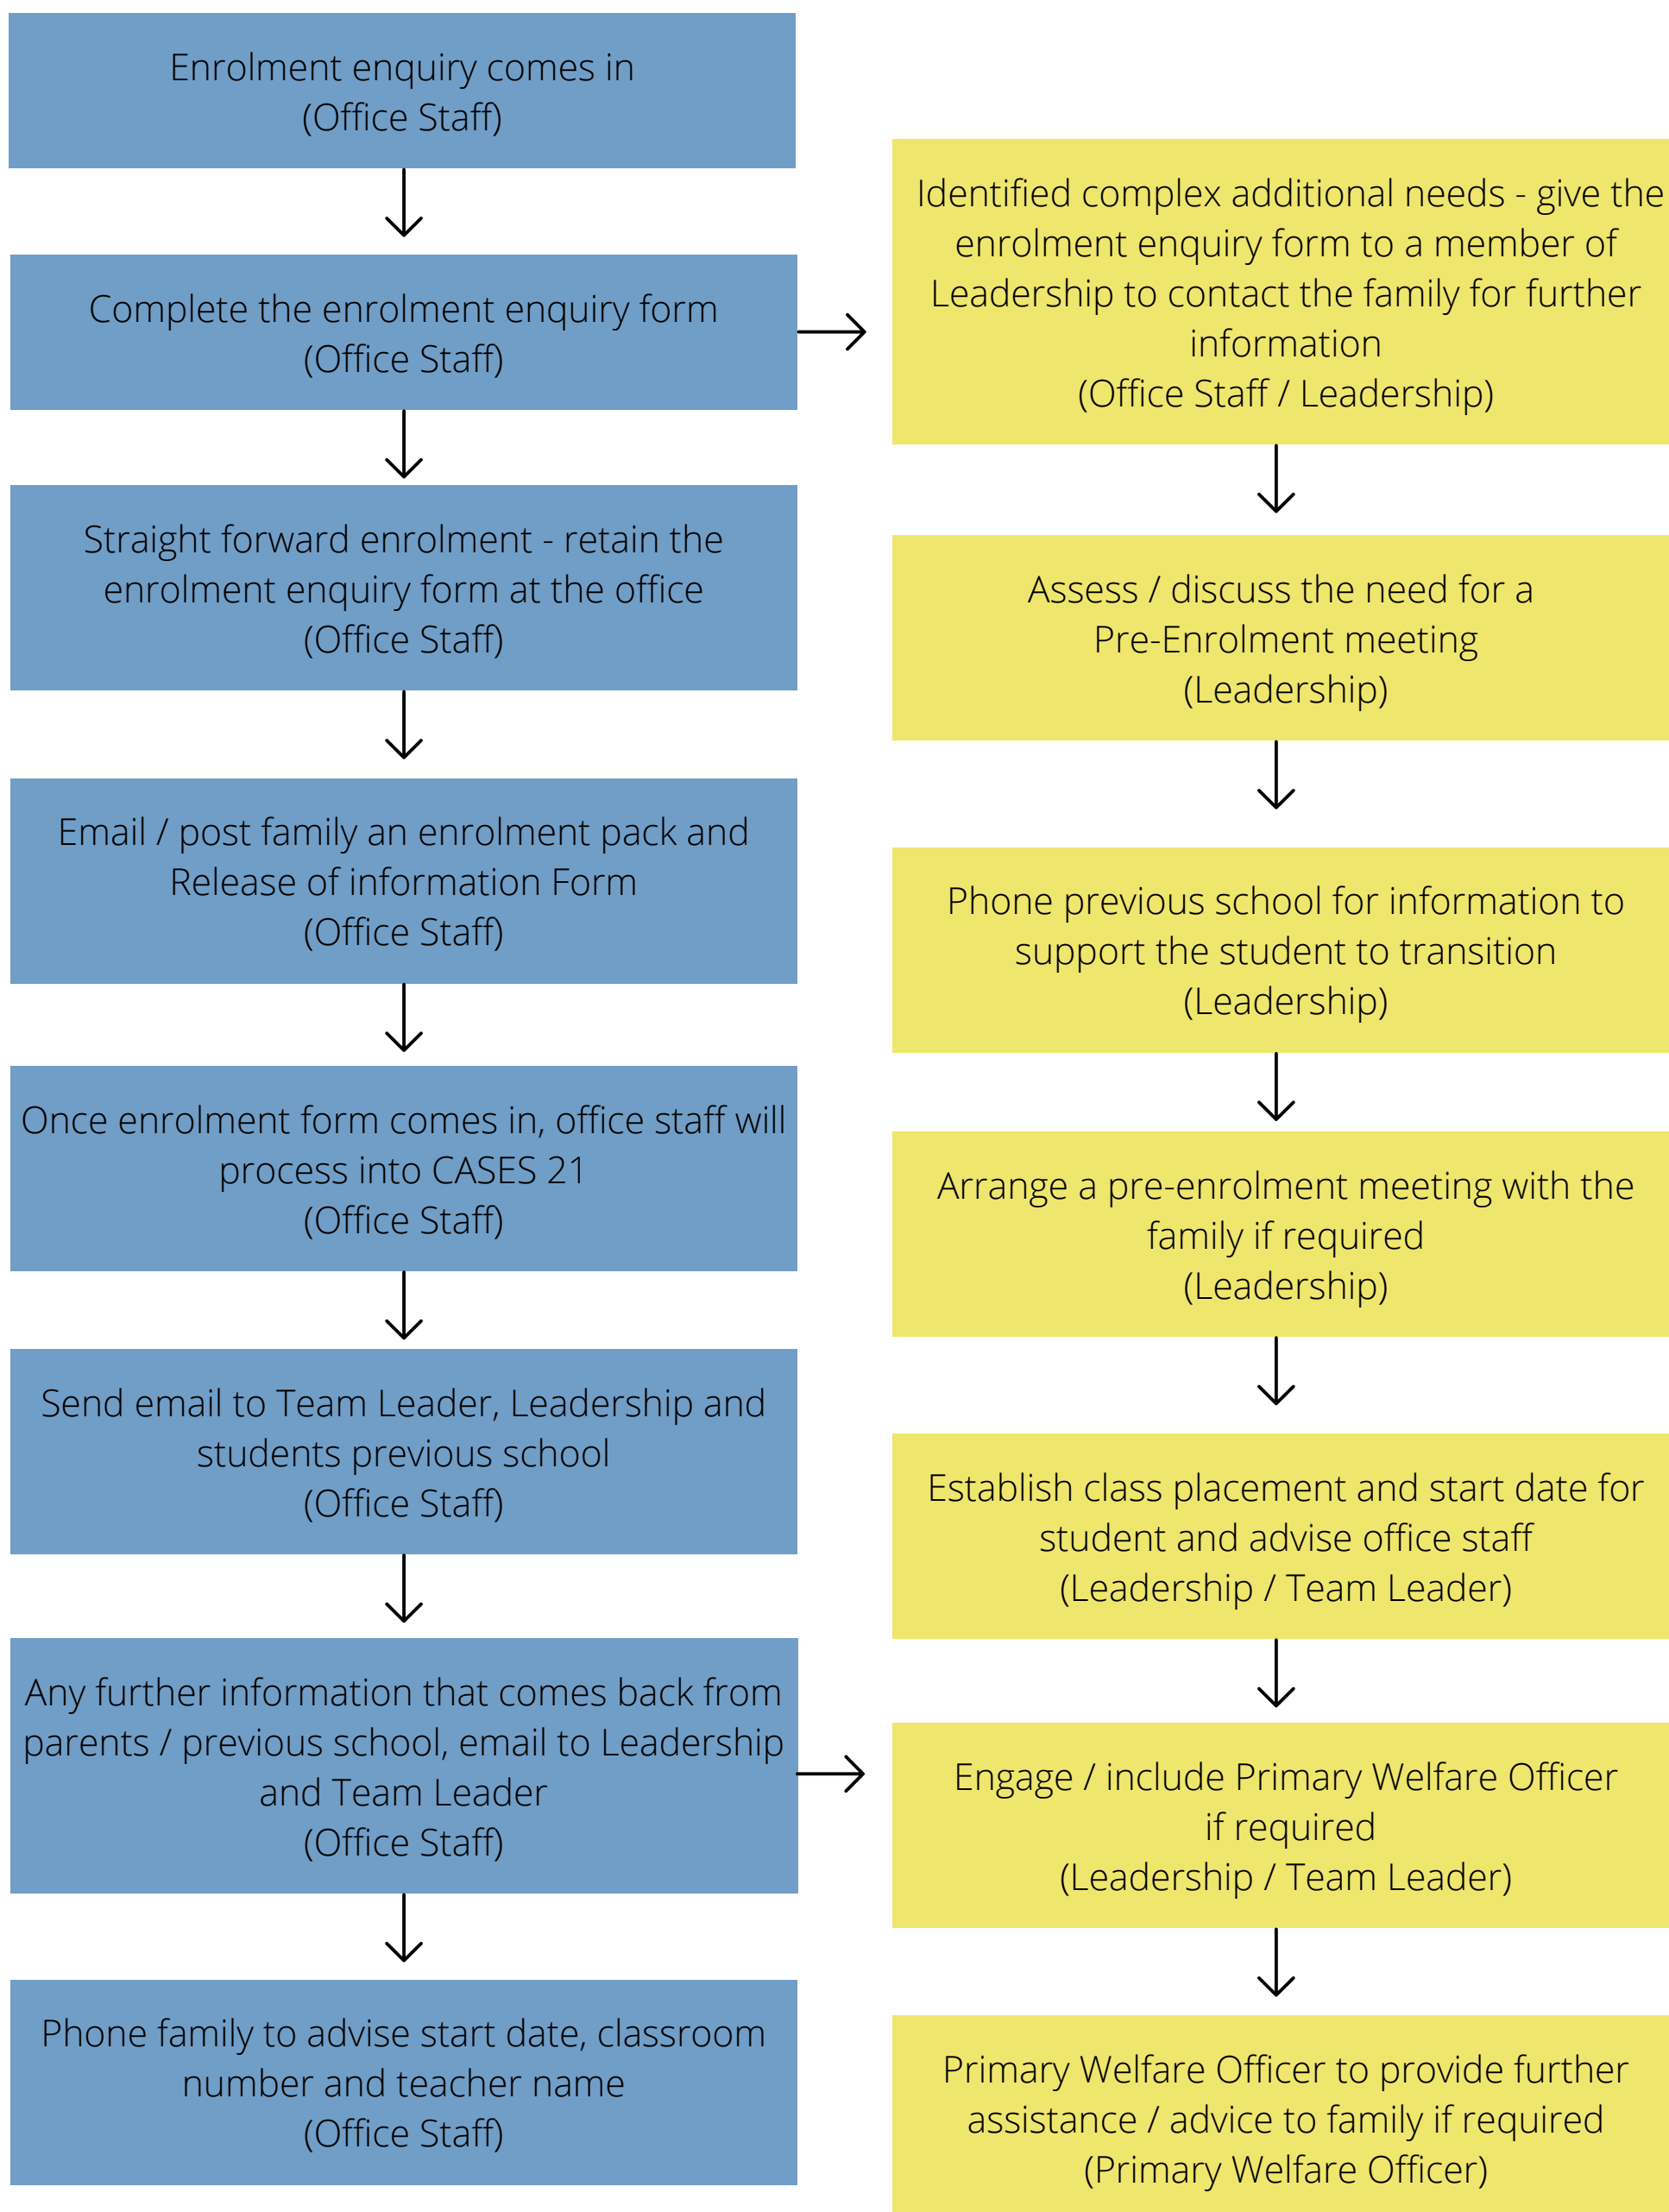 Enrolment enquiry comes in
(Office Staff)
Complete the enrolment enquiry form
(Office Staff)
Straight forward enrolment - retain the
enrolment enquiry form at the office
(Office Staff)
Email / post family an enrolment pack and
Release of information Form
(Office Staff)
Once enrolment form comes in, office staff will
process into CASES 21
(Office Staff)
Send email to Team Leader, Leadership and
students previous school
(Office Staff)
Any further information that comes back from
parents / previous school, email to Leadership
and Team Leader
(Office Staff)
Phone family to advise start date, classroom
number and teacher name
(Office Staff)
Identified complex additional needs - give the
enrolment enquiry form to a member of
Leadership to contact the family for further
information
(Office Staff / Leadership)
Assess / discuss the need for a
Pre-Enrolment meeting
(Leadership)
Phone previous school for information to
support the student to transition
(Leadership)
Arrange a pre-enrolment meeting with the
family if required
(Leadership)
Establish class placement and start date for
student and advise office staff
(Leadership / Team Leader)
Engage / include Primary Welfare Officer
if required
(Leadership / Team Leader)
Primary Welfare Officer to provide further
assistance / advice to family if required
(Primary Welfare Officer)